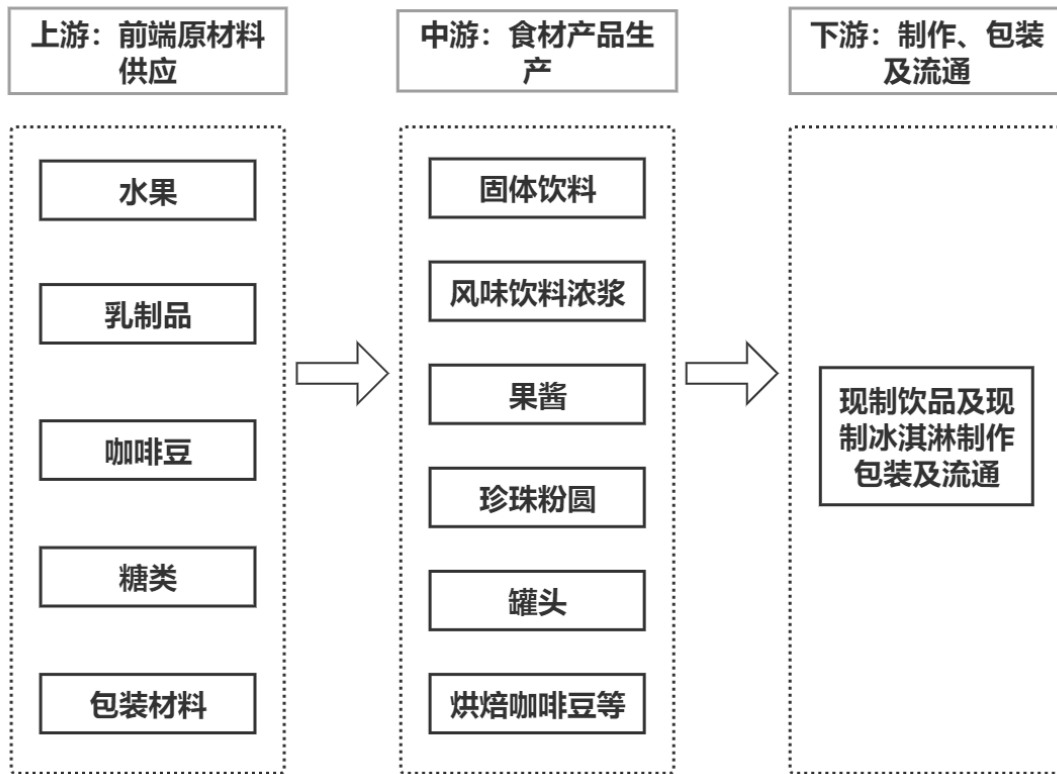 上游：前端原材料
供应
中游：食材产品生
产
下游：制作、包装
及流通
水果
乳制品
咖啡豆
糖类
包装材料
固体饮料
风味饮料浓浆
果酱
珍珠粉圆
罐头
烘焙咖啡豆等
现制饮品及现
制冰淇淋制作
包装及流通